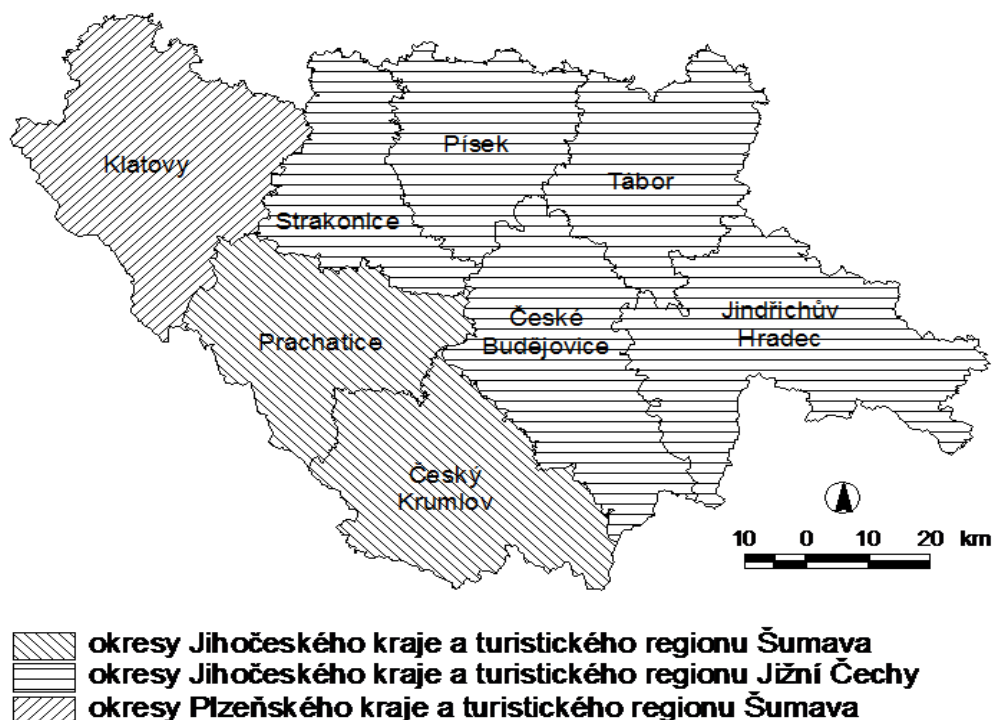 Klatovy
Písek
Tábor
Strakonice
Prachatice
České
Budějovice
Jindřichův
Hradec
Český
Krumlov
10 0 10 20 km
okresy Jihočeského kraje a turistického regionu Šumava
okresy Jihočeského kraje a turistického regionu Jižní Čechy
okresy Plzeňského kraje a turistického regionu Šumava